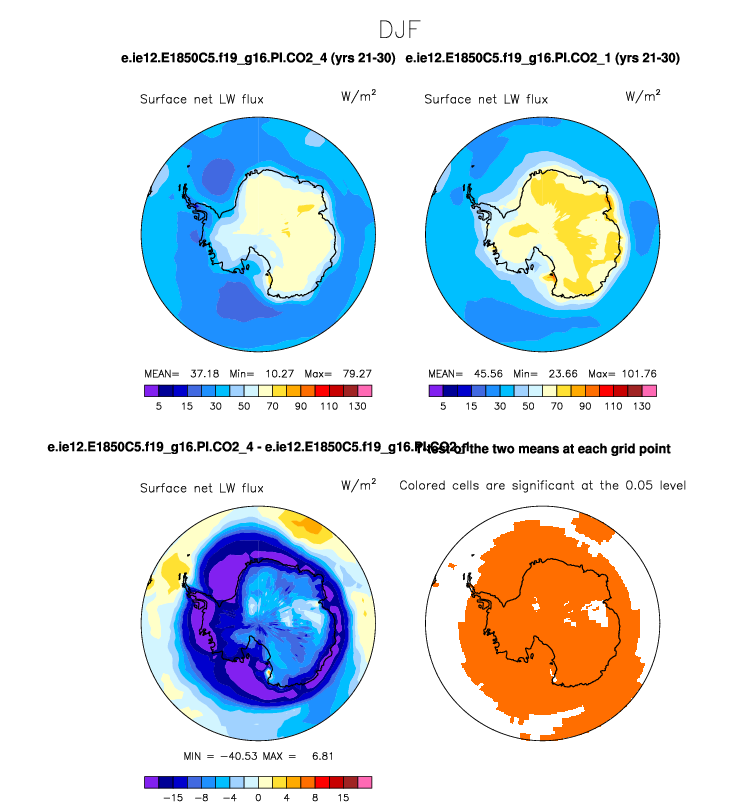 DJF
e.ie12.E1850C5.f19_g16.PI.CO2_4 (yrs 21-30) e.ie12.E1850C5.f19_g16.PI.CO2_1 (yrs 21-30)
Surface net LW flux W/m² Surface net LW flux W/m²
MEAN= 37.18 Min= 10.27 Max= 79.27 MEAN= 45.56 Min= 23.66 Max= 101.76
5 15 30 50 70 90 110 130 5 15 30 50 70 90 110 130
e.ie12.E1850C5.f19_g16.PI.CO2_4 - e.ie12.E1850C5.f19_g16.PI.CO2_1 T-test of the two means at each grid point
Surface net LW flux W/m² Colored cells are significant at the 0.05 level
MIN = −40.53 MAX = 6.81
−15 −8 −4 0 4 8 15